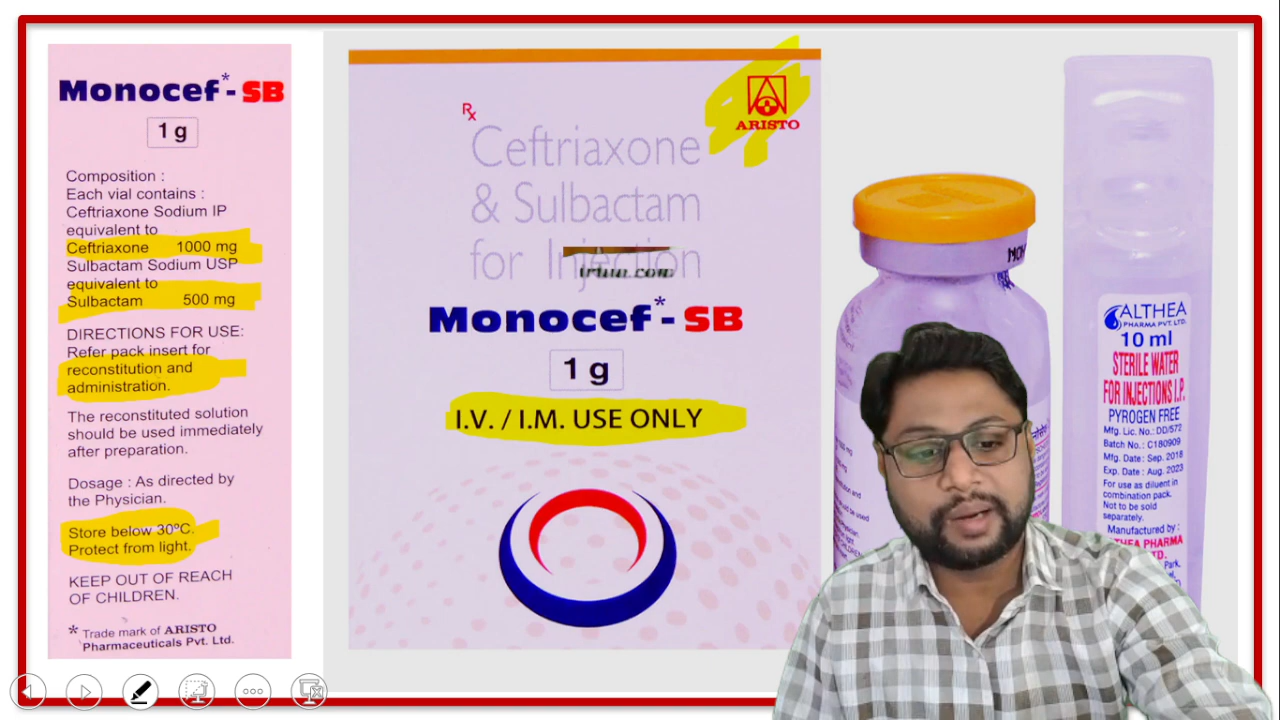 Monocef*-SB
1 g
Composition :
Each vial contains :
Ceftriaxone Sodium IP
equivalent to
Ceftriaxone 1000 mg
Sulbactam Sodium USP
equivalent to
Sulbactam 500 mg
DIRECTIONS FOR USE:
Refer pack insert for
reconstitution and
administration.
The reconstituted solution
should be used immediately
after preparation.
Dosage : As directed by
the Physician.
Store below 30ºC.
Protect from light.
KEEP OUT OF REACH
OF CHILDREN.
* Trade mark of ARISTO
Pharmaceuticals Pvt. Ltd.
ARISTO
Rx
Ceftriaxone
& Sulbactam
for Injection
Monocef*-SB
1 g
I.V. / I.M. USE ONLY
ALTHEA
PHARMA PVT. LTD.
10 ml
STERILE WATER
FOR INJECTIONS I.P.
PYROGEN FREE
Mfg. Lic. No.: DD/572
Batch No.: C180909
Mfg. Date : Sep. 2018
Exp. Date : Aug. 2023
For use as diluent in
combination pack.
Not to be sold
separately.
Manufactured by :
PHARMA